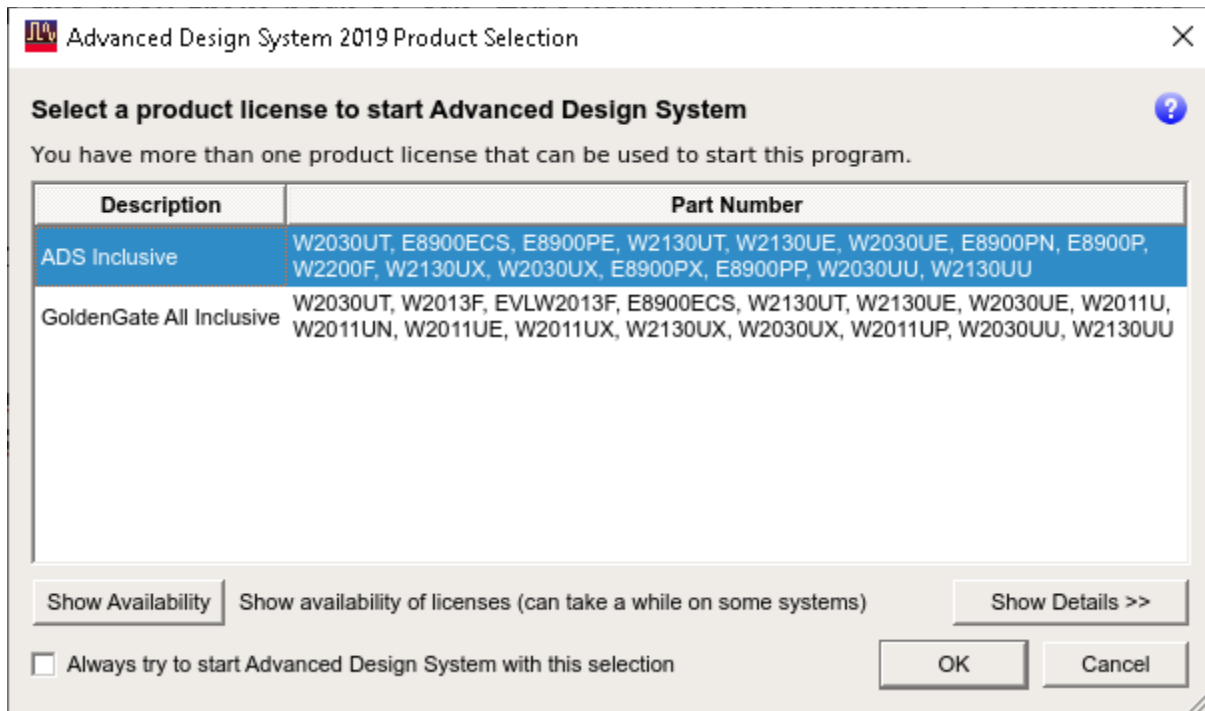 Advanced Design System 2019 Product Selection
Select a product license to start Advanced Design System
?
You have more than one product license that can be used to start this program.
Description Part Number
ADS Inclusive
W2030UT, E8900ECS, E8900PE, W2130UT, W2130UE, W2030UE, E8900PN, E8900P,
W2200F, W2130UX, W2030UX, E8900PX, E8900PP, W2030UU, W2130UU
GoldenGate All Inclusive
W2030UT, W2013F, EVLW2013F, E8900ECS, W2130UT, W2130UE, W2030UE, W2011U,
W2011UN, W2011UE, W2011UX, W2130UX, W2030UX, W2011UP, W2030UU, W2130UU
Show Availability Show availability of licenses (can take a while on some systems) Show Details >>
Always try to start Advanced Design System with this selection OK Cancel